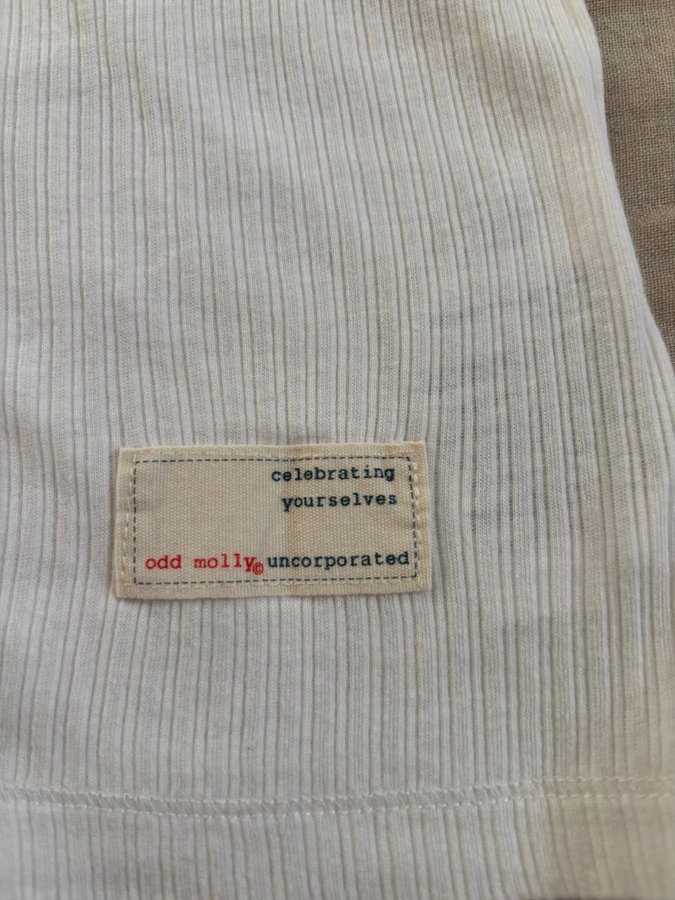 celebrating
yourselves
odd molly© uncorporated